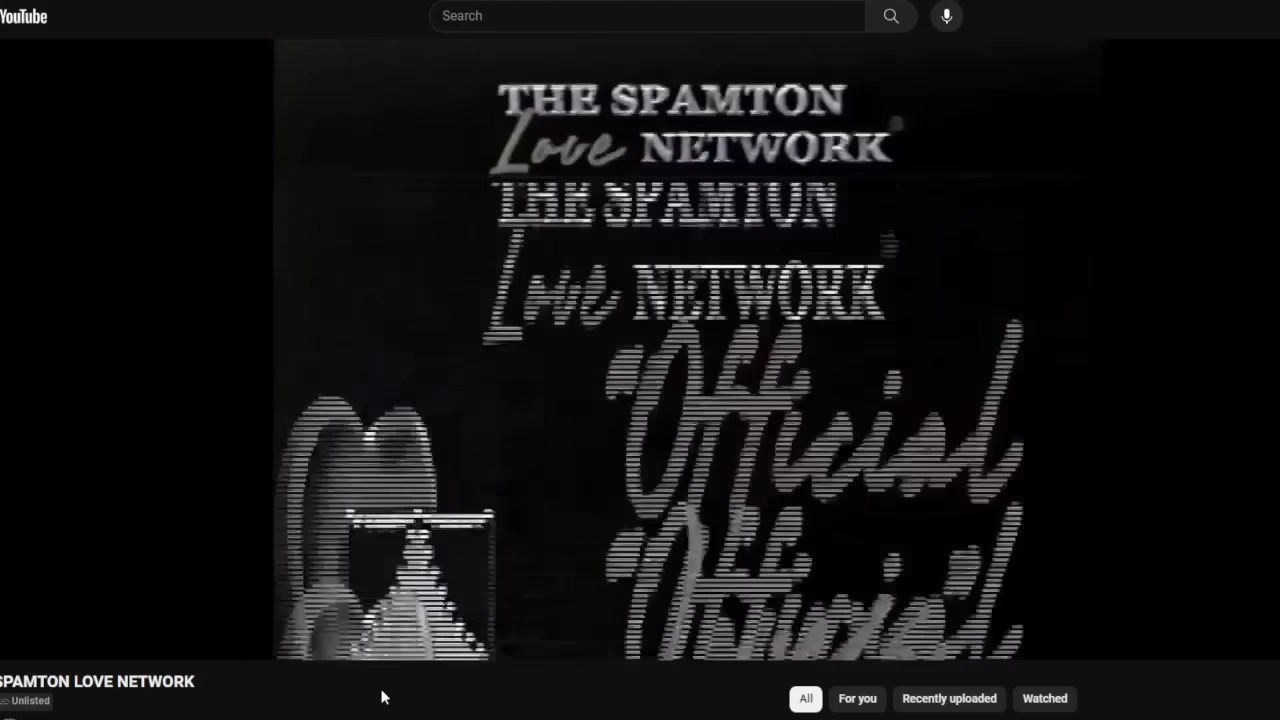 YouTube
Search
THE SPAMTON
Love NETWORK
THE SPAMTON
Love NETWORK
"Official
SPAMTON LOVE NETWORK
Unlisted
All
For you
Recently uploaded
Watched